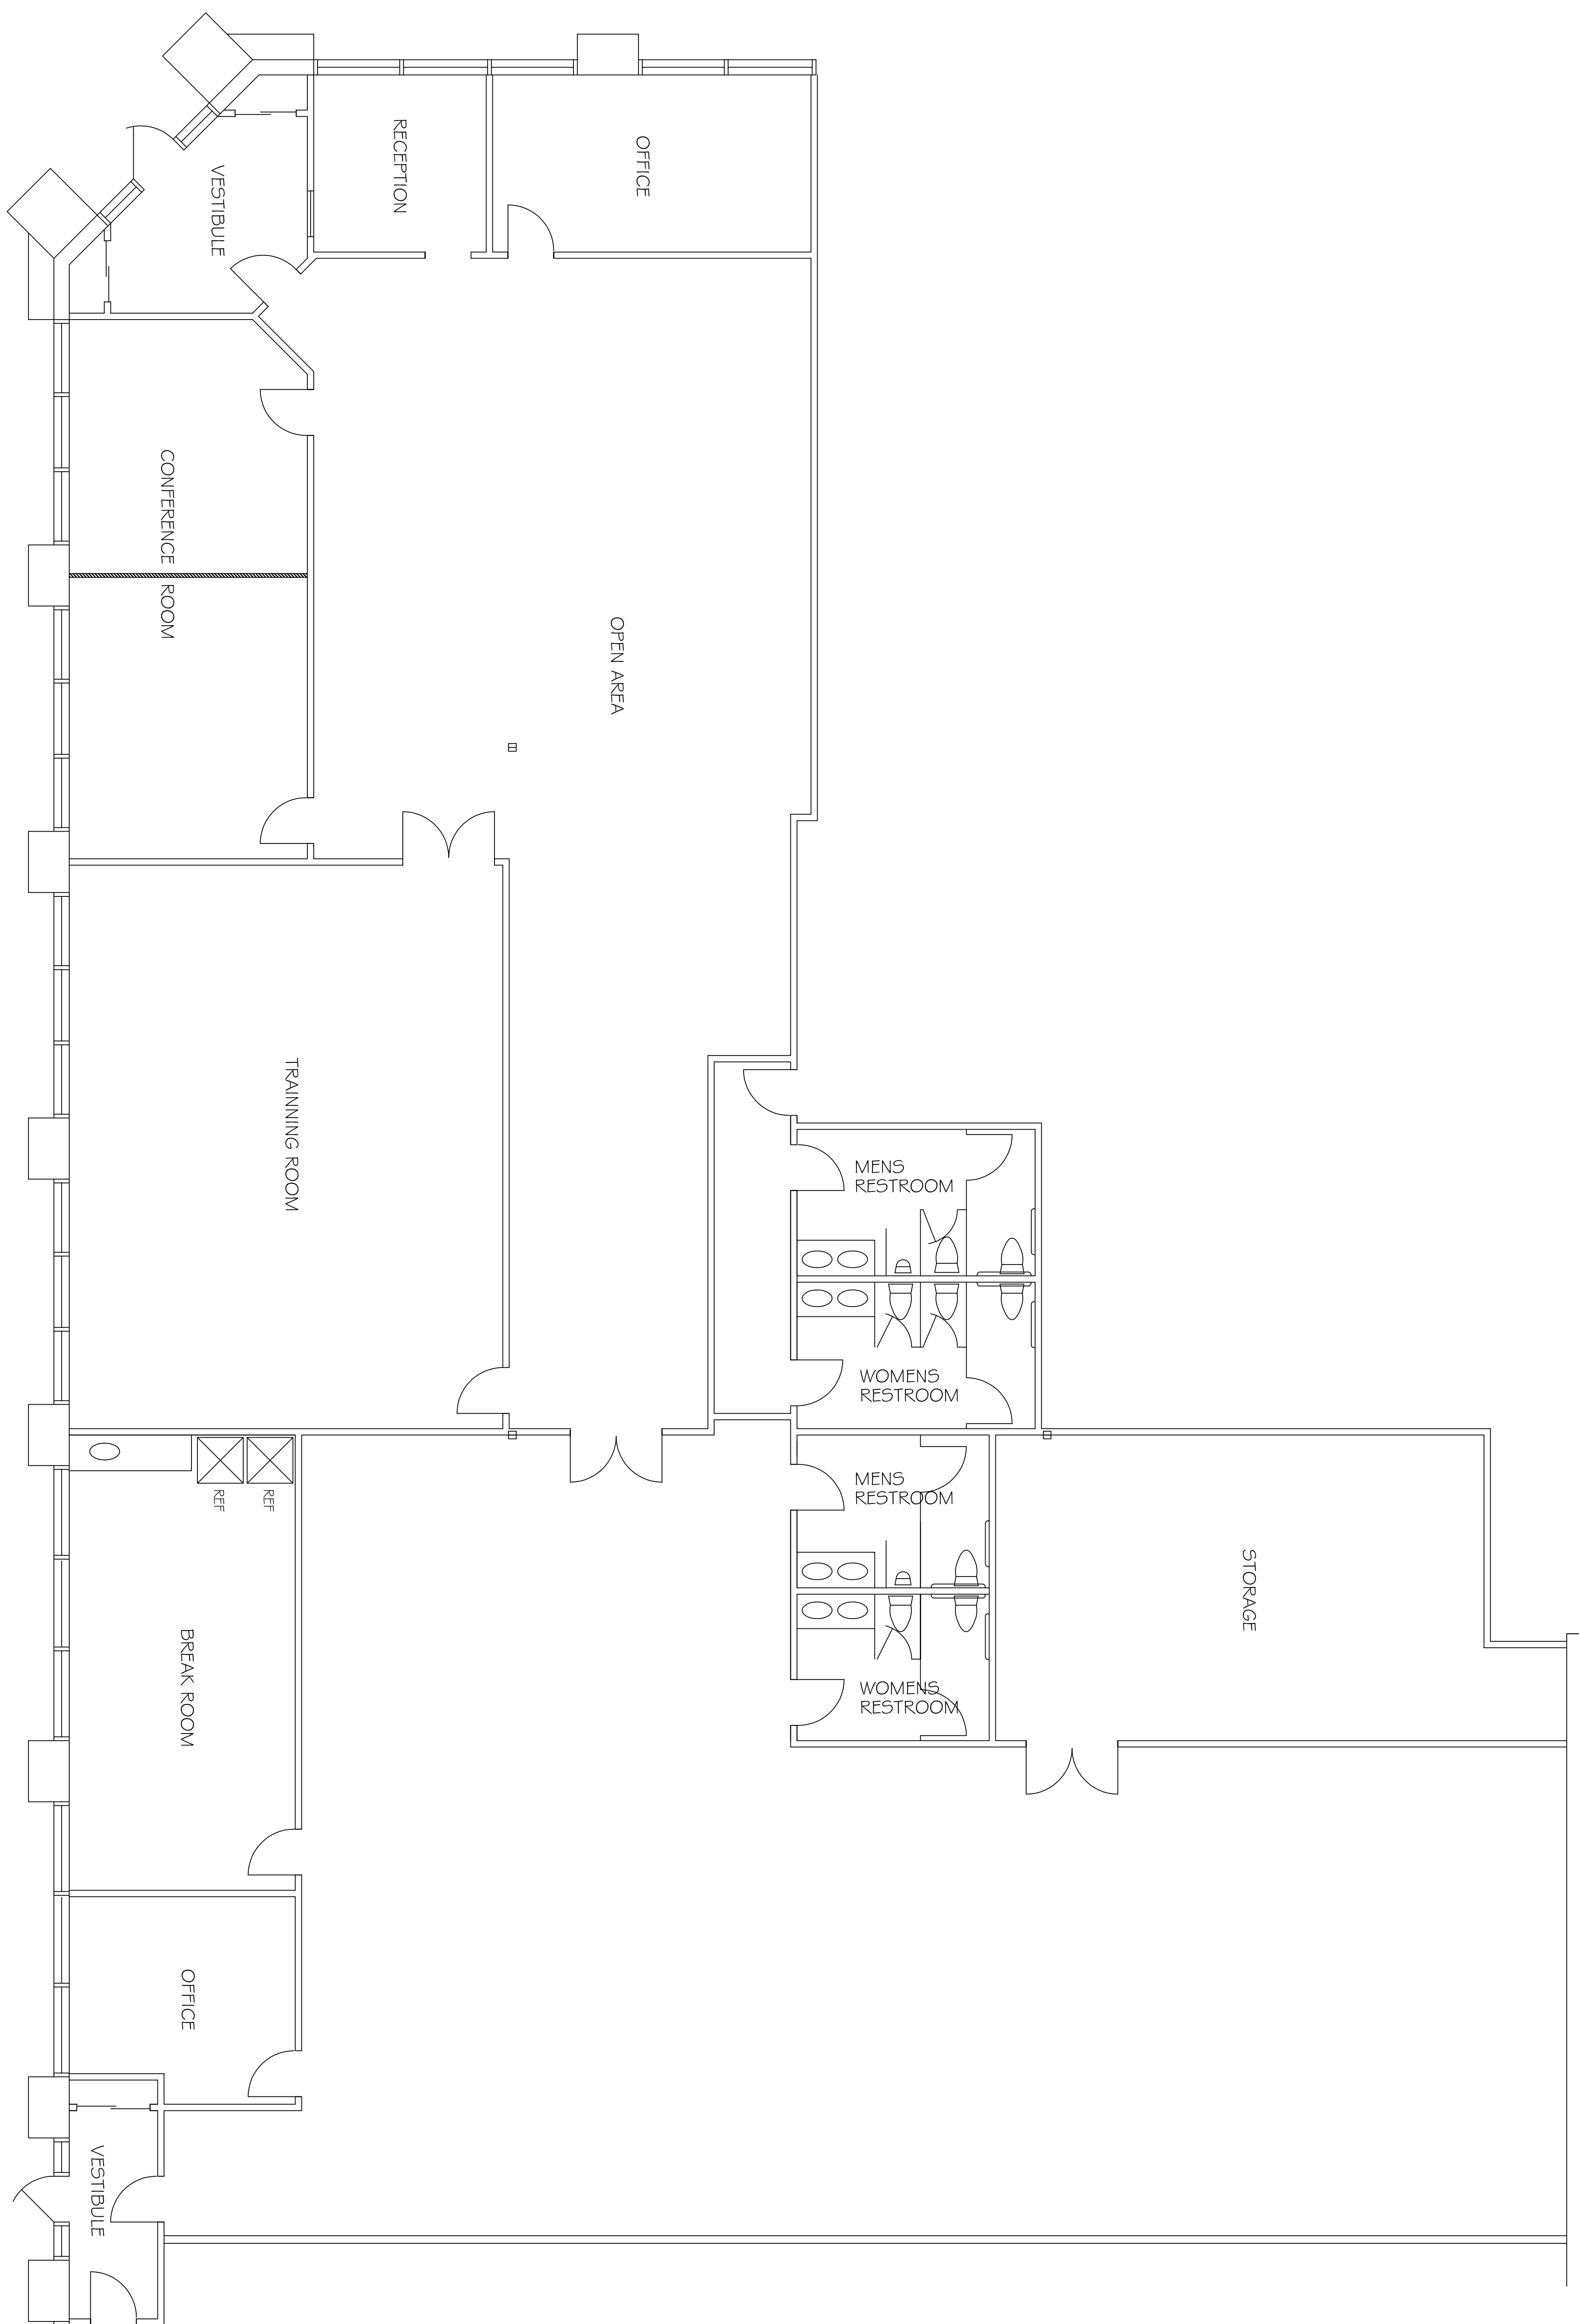 RECEPTION
OFFICE
VESTIBULE
CONFERENCE ROOM
OPEN AREA
TRAINNING ROOM
MENS
RESTROOM
WOMENS
RESTROOM
MENS
RESTROOM
REF
REF
STORAGE
BREAK ROOM
WOMENS
RESTROOM
OFFICE
VESTIBULE